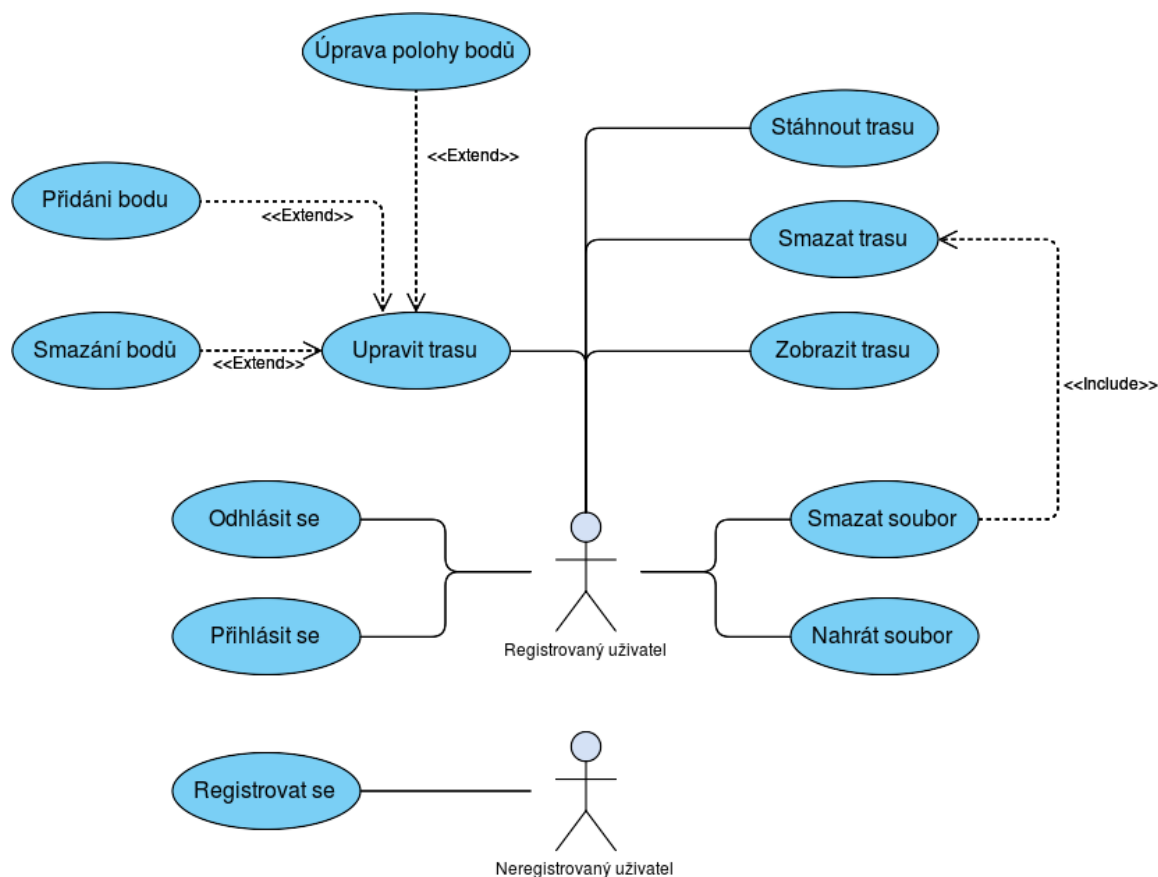 Úprava polohy bodů
Stáhnout trasu
<<Extend>>
Přidáni bodu
<<Extend>>
Smazat trasu
Smazání bodů
<<Extend>>
Upravit trasu
Zobrazit trasu
<<Include>>
Odhlásit se
Smazat soubor
Přihlásit se
Nahrát soubor
Registrovaný uživatel
Registrovat se
Neregistrovaný uživatel